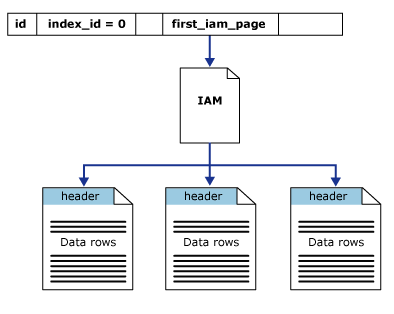 id index_id = 0 first_iam_page
IAM
header header header
Data rows Data rows Data rows